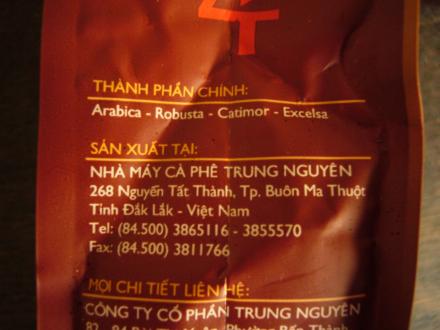 THÀNH PHẦN CHÍNH:
Arabica - Robusta - Catimor - Excelsa
SẢN XUẤT TẠI:
NHÀ MÁY CÀ PHÊ TRUNG NGUYÊN
268 Nguyễn Tất Thành, Tp. Buôn Ma Thuột
Tỉnh Đắk Lắk - Việt Nam
Tel: (84.500) 3865116 - 3855570
Fax: (84.500) 3811766
MỌI CHI TIẾT LIÊN HỆ:
CÔNG TY CỔ PHẦN TRUNG NGUYÊN